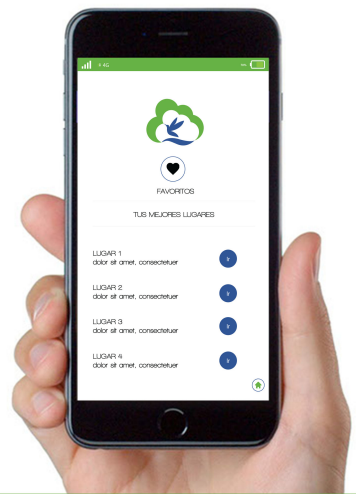 4G
FAVORITOS
TUS MEJORES LUGARES
LUGAR 1
dolor sit amet, consectetuer
Ir
LUGAR 2
dolor sit amet, consectetuer
Ir
LUGAR 3
dolor sit amet, consectetuer
Ir
LUGAR 4
dolor sit amet, consectetuer
Ir